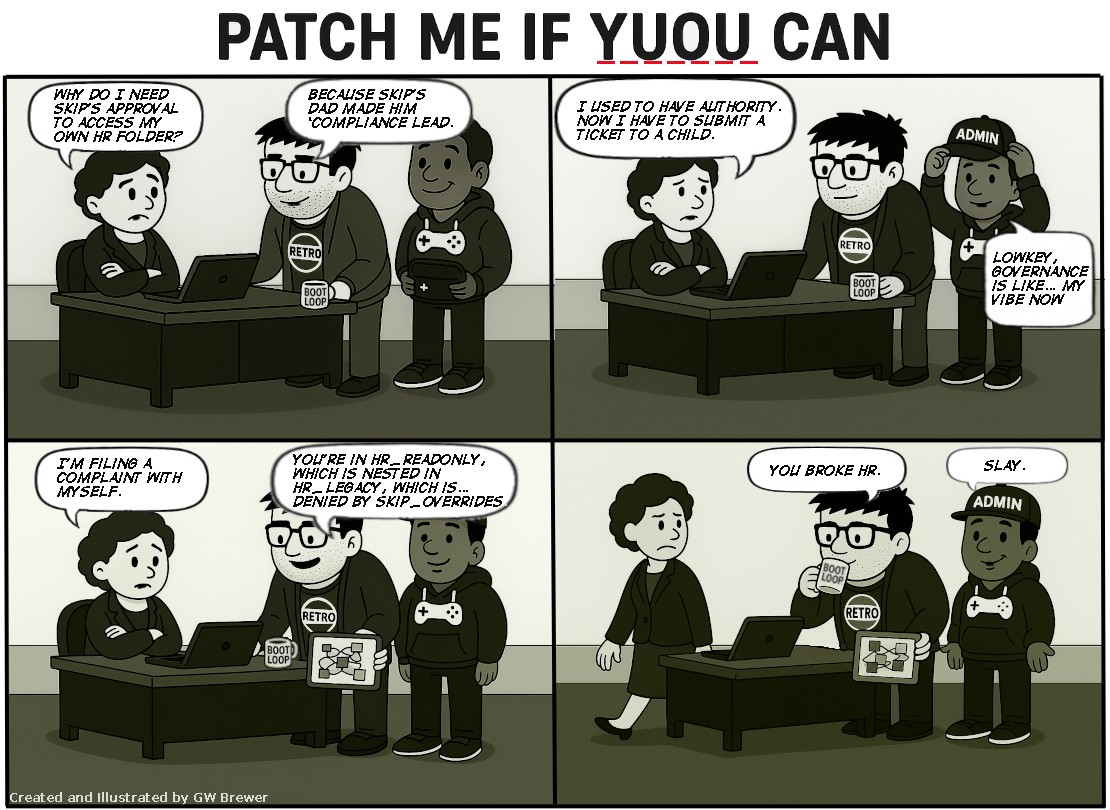 PATCH ME IF YUOU CAN
WHY DO I NEED
SKIP'S APPROVAL
TO ACCESS MY
OWN HR FOLDER?
BECAUSE SKIP'S
DAD MADE HIM
'COMPLIANCE LEAD.
RETRO
BOOT
LOOP
I USED TO HAVE AUTHORITY.
NOW I HAVE TO SUBMIT A
TICKET TO A CHILD.
ADMIN
LOWKEY,
GOVERNANCE
IS LIKE... MY
VIBE NOW
RETRO
BOOT
LOOP
I'M FILING A
COMPLAINT WITH
MYSELF.
YOU'RE IN HR_READONLY,
WHICH IS NESTED IN
HR_LEGACY, WHICH IS...
DENIED BY SKIP_OVERRIDES
RETRO
BOOT
LOOP
YOU BROKE HR.
SLAY.
ADMIN
BOOT
LOOP
RETRO
Created and Illustrated by GW Brewer